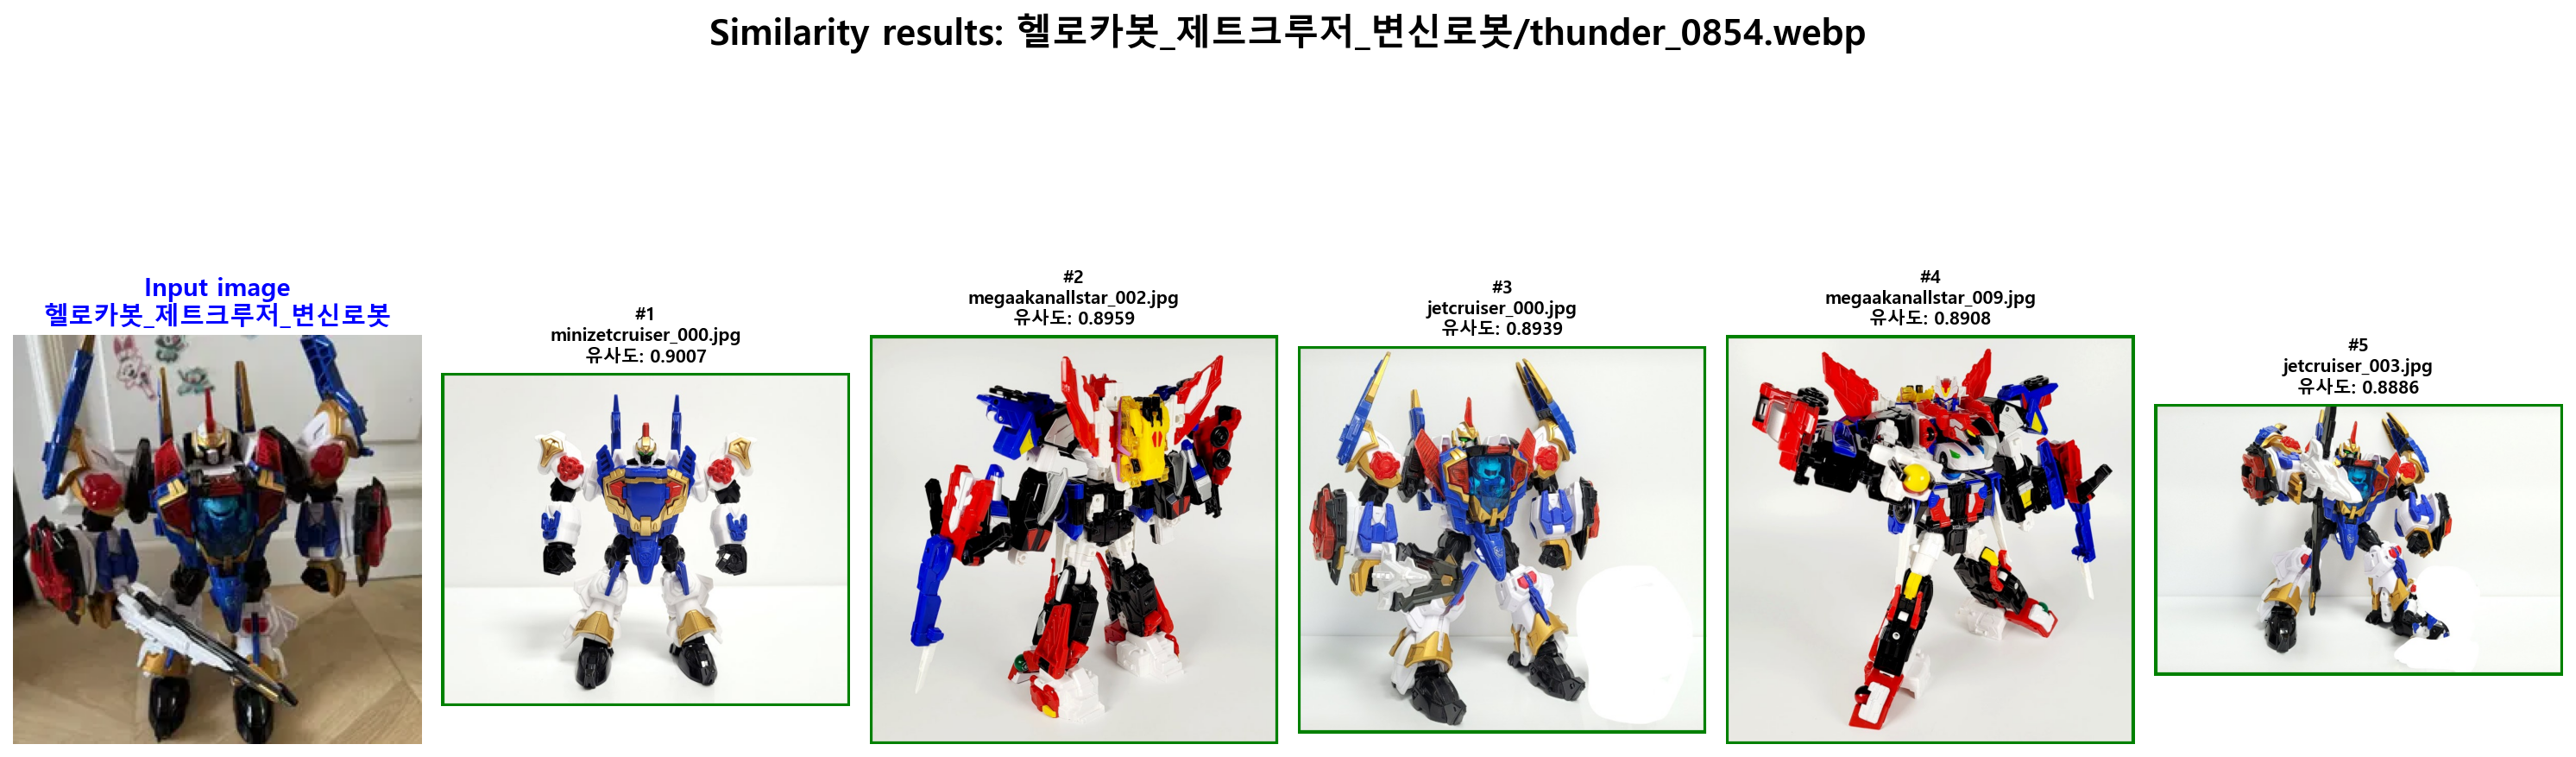 Similarity results: 헬로카봇_제트크루저_변신로봇/thunder_0854.webp
Input image
헬로카봇_제트크루저_변신로봇
#1
minizetcruiser_000.jpg
유사도: 0.9007
#2
megaakanallstar_002.jpg
유사도: 0.8959
#3
jetcruiser_000.jpg
유사도: 0.8939
#4
megaakanallstar_009.jpg
유사도: 0.8908
#5
jetcruiser_003.jpg
유사도: 0.8886